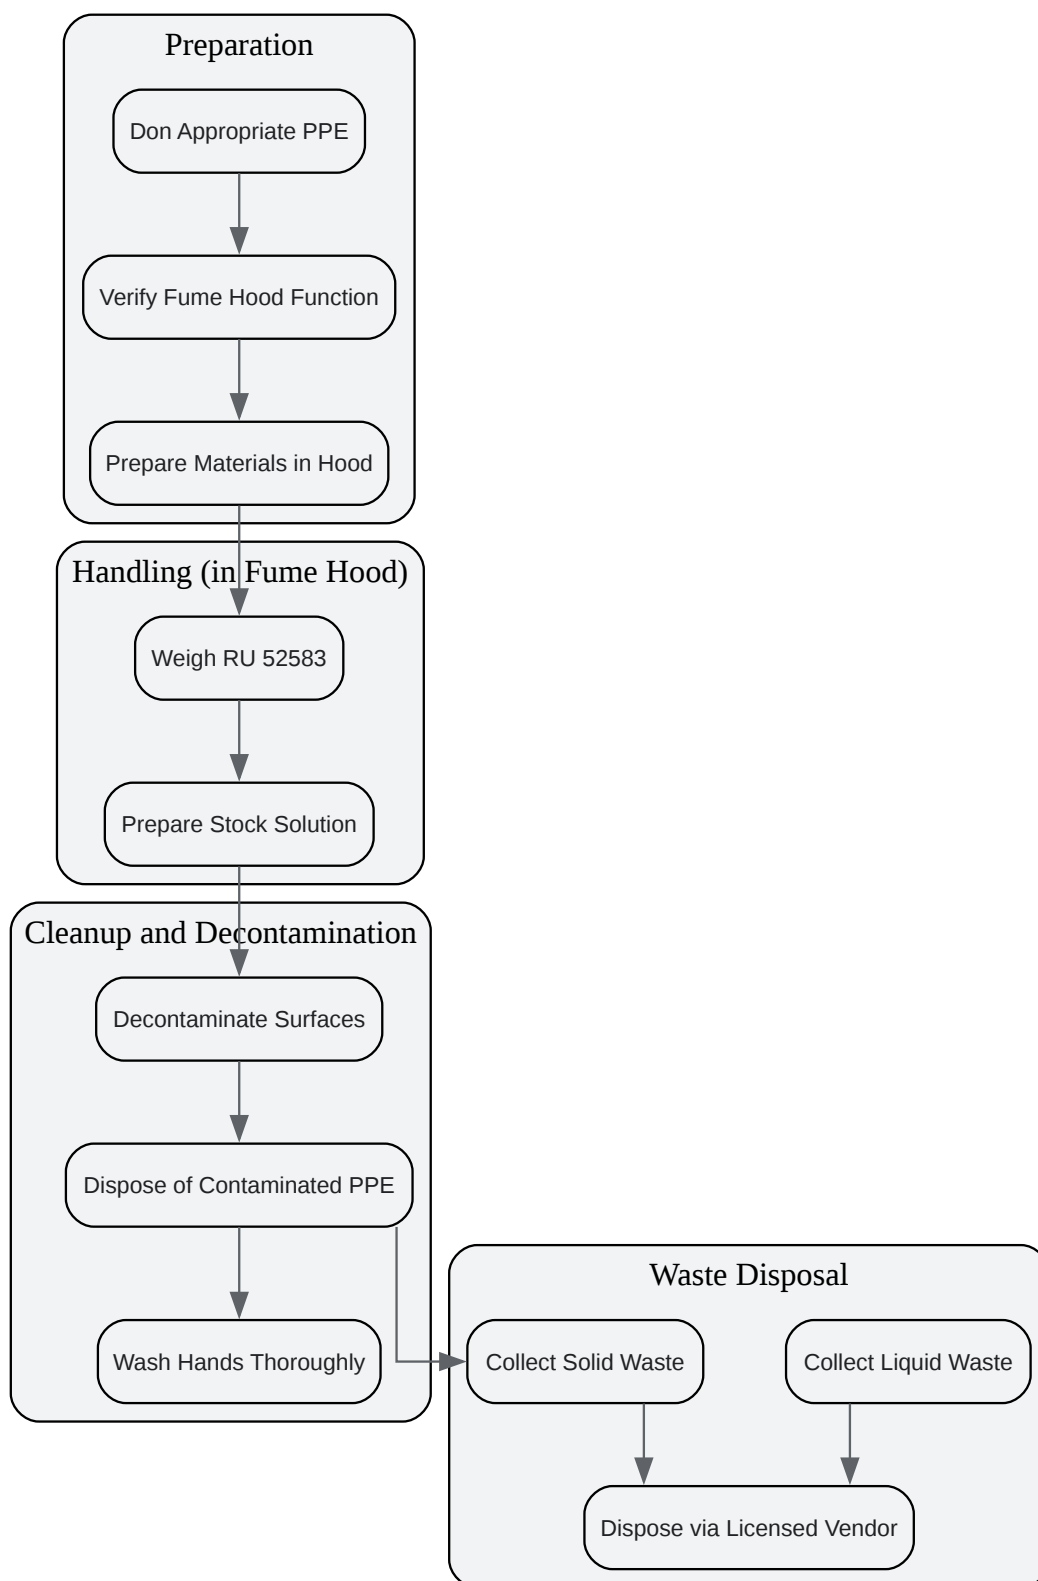 Preparation
Don Appropriate PPE
Verify Fume Hood Function
Prepare Materials in Hood
Handling (in Fume Hood)
Weigh RU 52583
Prepare Stock Solution
Cleanup and Decontamination
Decontaminate Surfaces
Dispose of Contaminated PPE
Wash Hands Thoroughly
Waste Disposal
Collect Solid Waste
Collect Liquid Waste
Dispose via Licensed Vendor